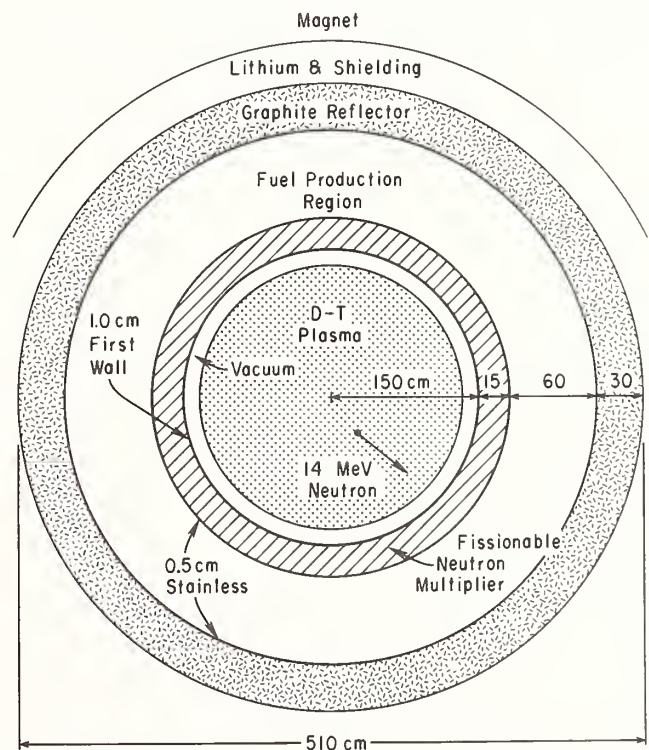 Magnet
Lithium & Shielding
Graphite Reflector
Fuel Production
Region
D-T
Plasma
1.0 cm
First
Wall
Vacuum
150 cm
15
60
30
14 MeV
Neutron
Fissionable
Neutron
Multiplier
0.5 cm
Stainless
510 cm